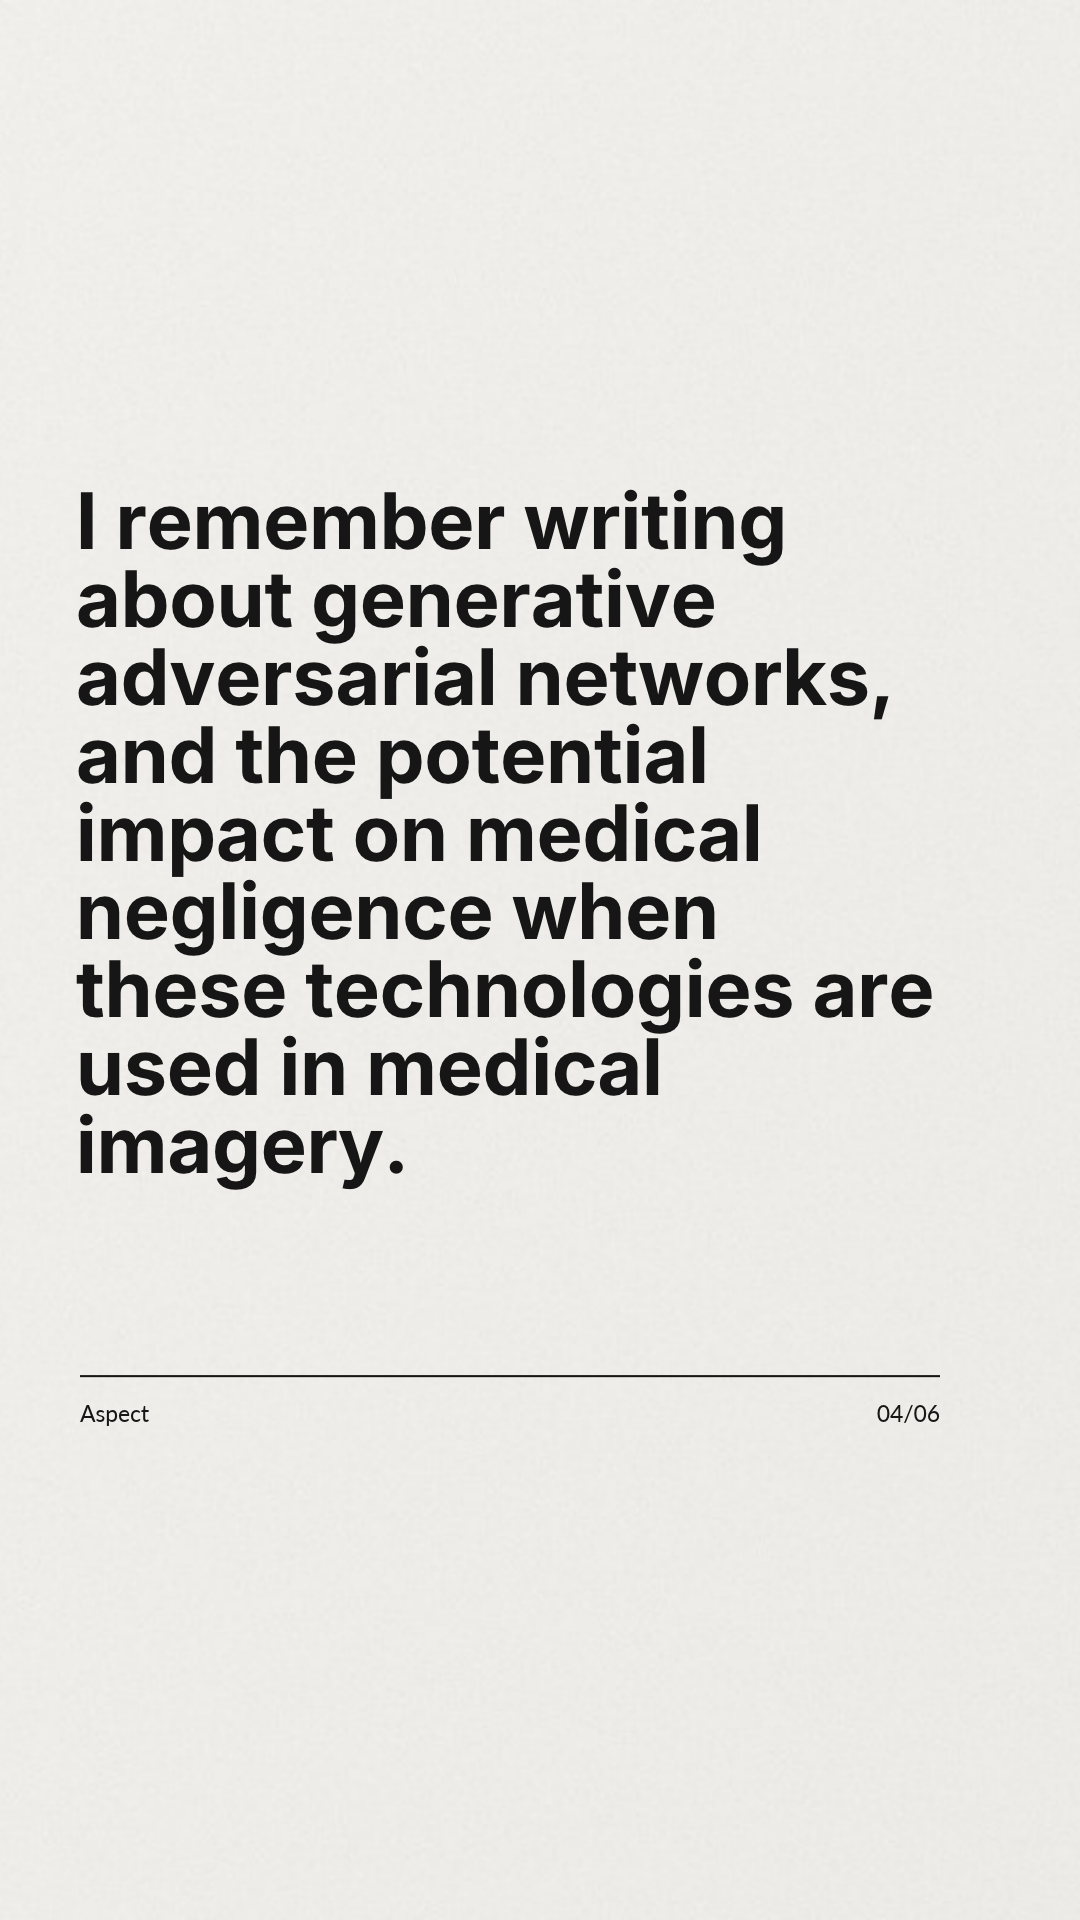 I remember writing
about generative
adversarial networks,
and the potential
impact on medical
negligence when
these technologies are
used in medical
imagery.
Aspect
04/06